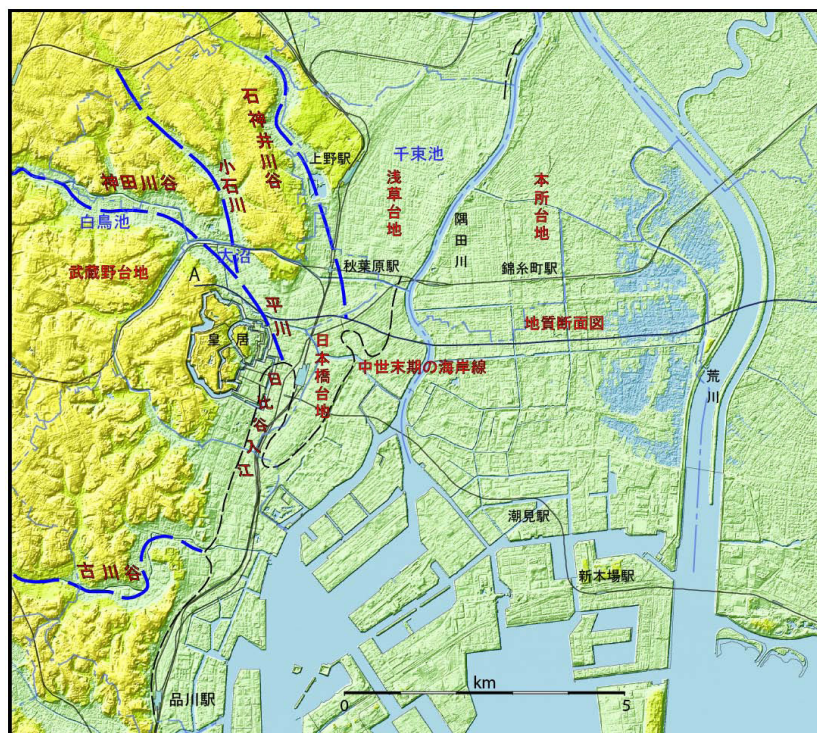 石神井川谷
上野駅
千束池
小石川
浅草台地
本所台地
神田川谷
白鳥池
隅田川
大沼
秋葉原駅
錦糸町駅
武蔵野台地
A
平川
皇居
地質断面図
日本橋台地
中世末期の海岸線
荒川
日比谷入江
潮見駅
古川谷
新木場駅
品川駅
km
0
5